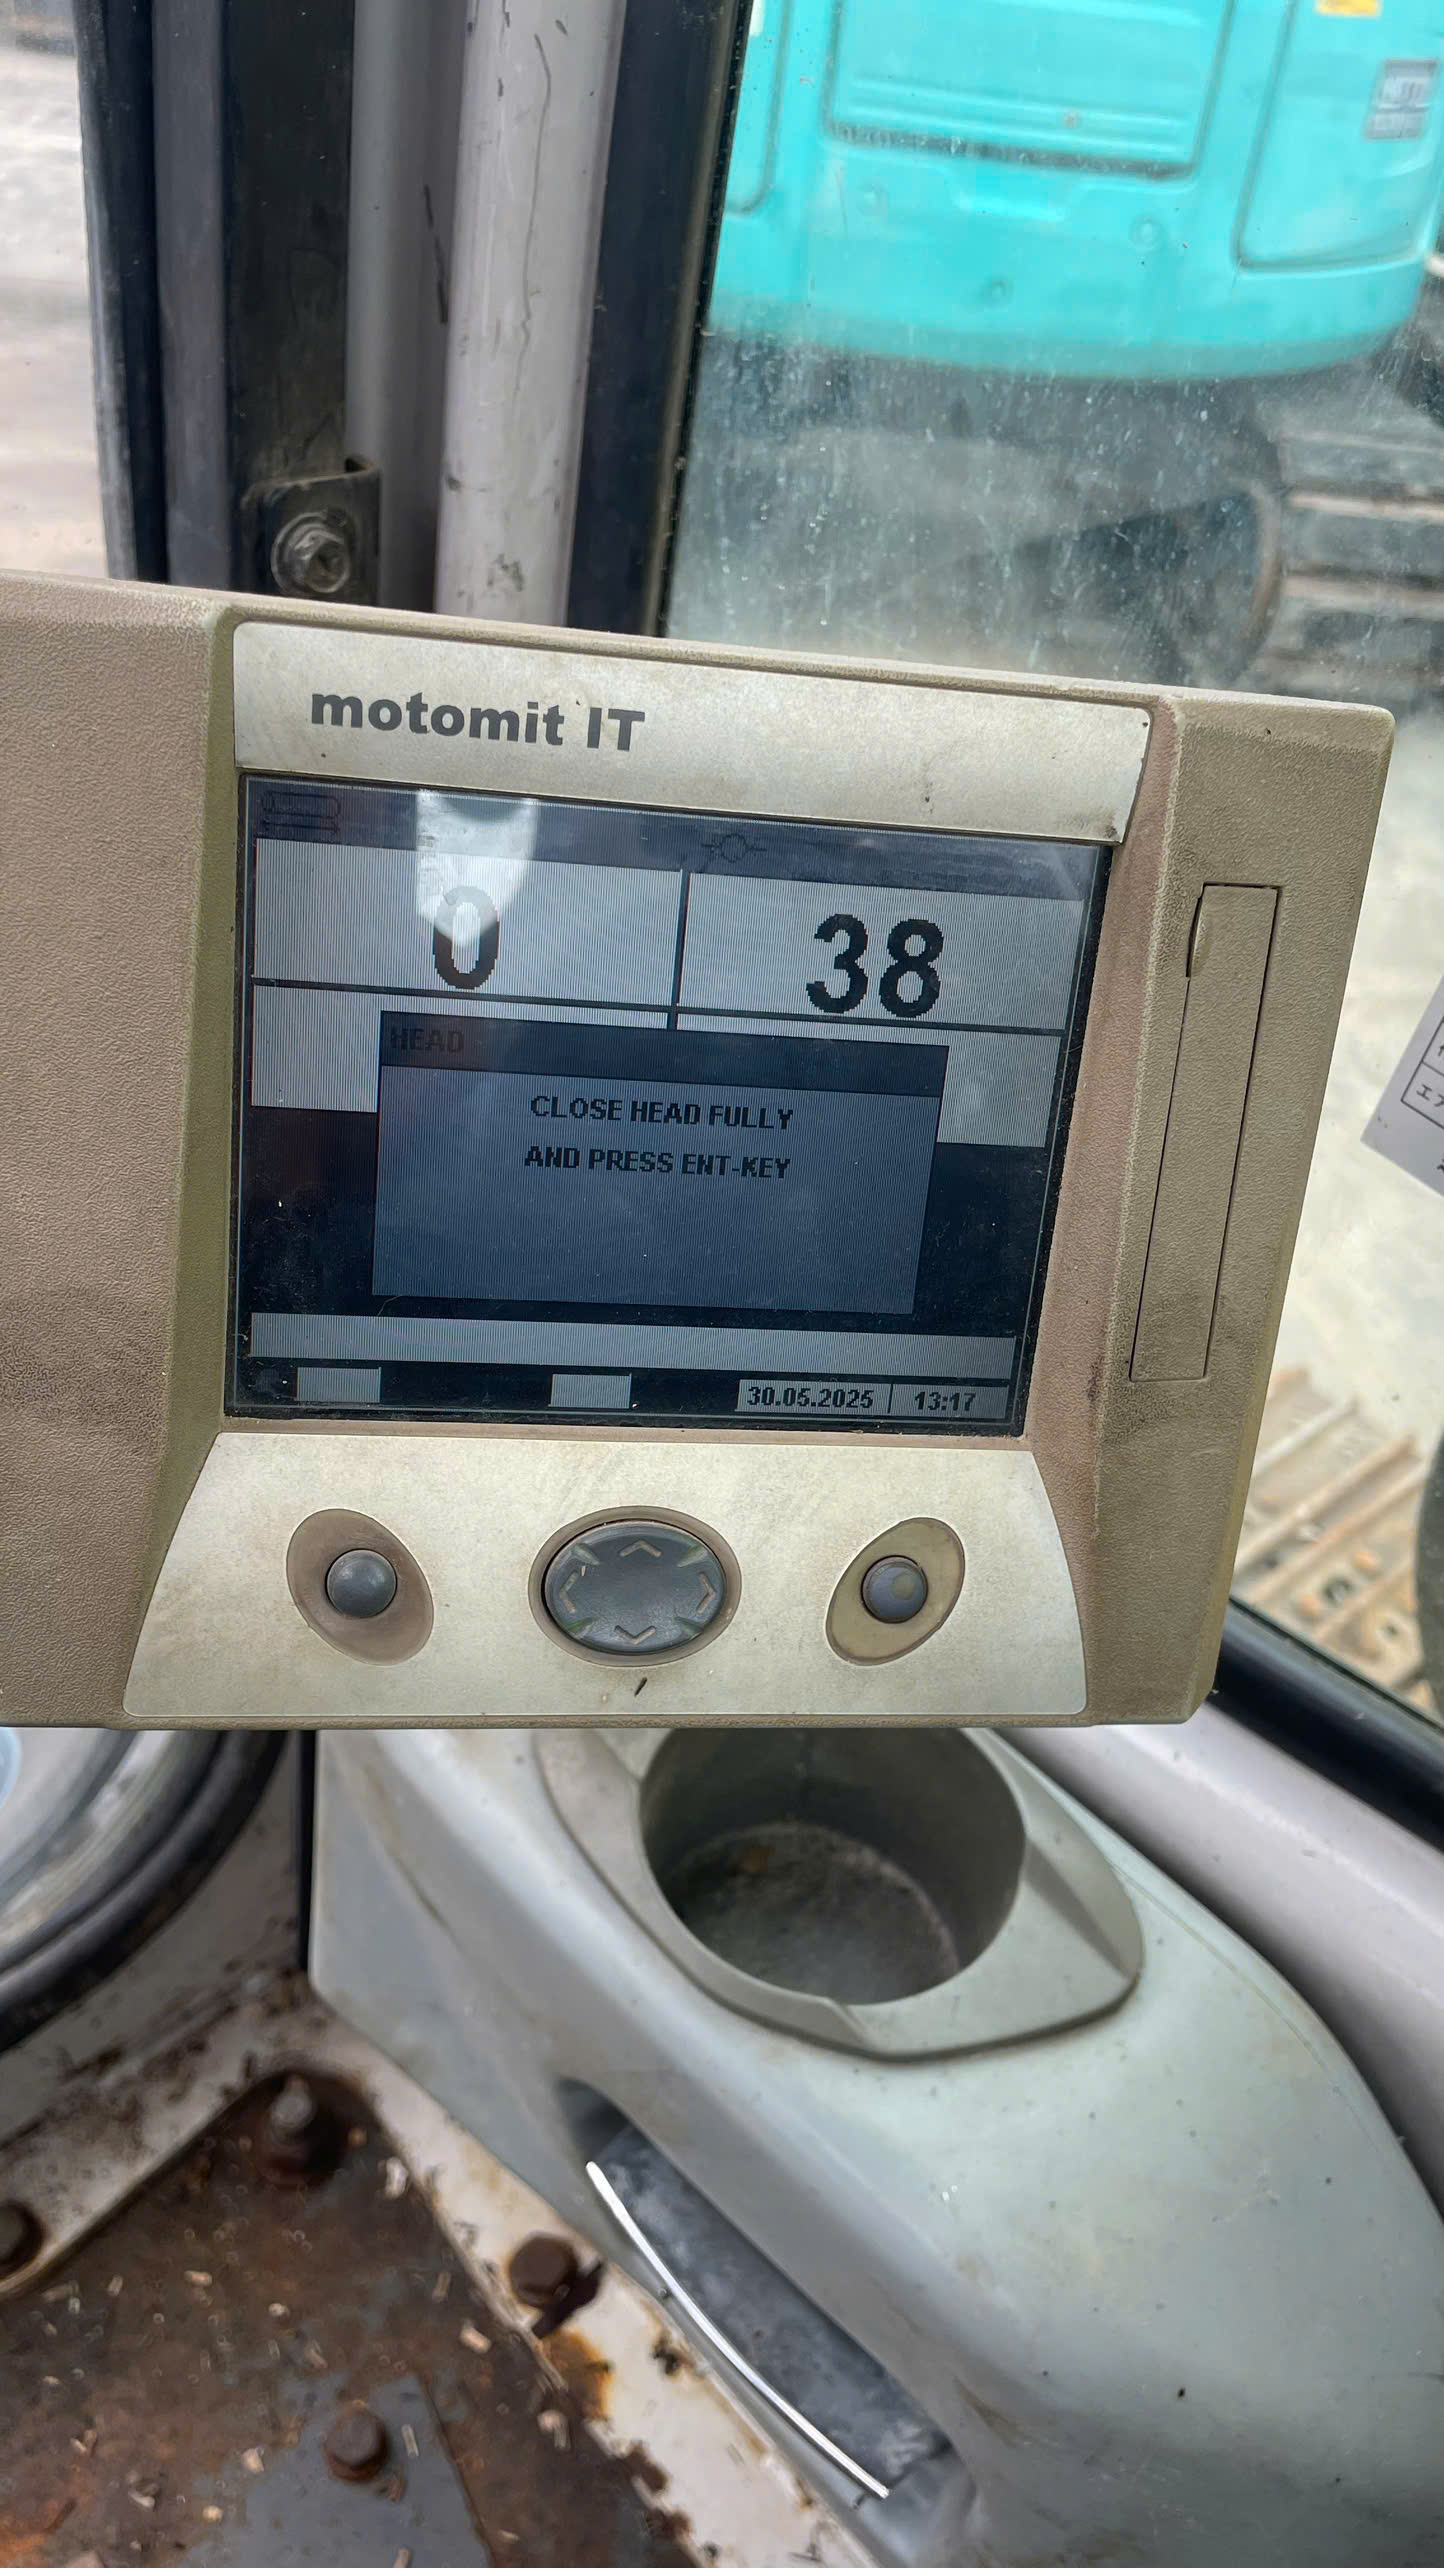 motomit IT
0
38
HEAD
CLOSE HEAD FULLY
AND PRESS ENT-KEY
30.05.2025
13:17